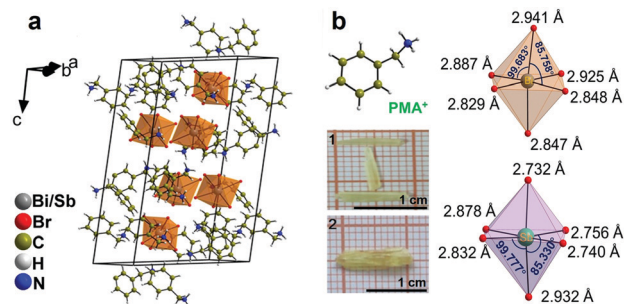 a
a
b
c
Bi/Sb
Br
C
H
N
b
PMA+
1
1 cm
2
1 cm
2.941 Å
99.683°
85.758°
2.887 Å
2.925 Å
2.829 Å
2.848 Å
2.847 Å
2.732 Å
2.878 Å
2.756 Å
2.832 Å
2.740 Å
99.777°
85.330°
2.932 Å